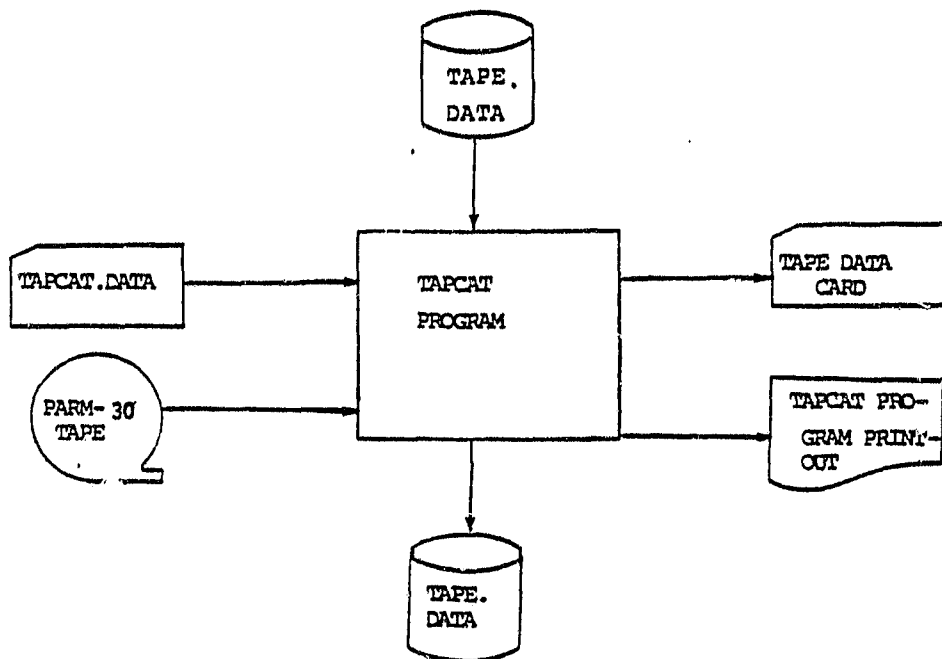 TAPE.
DATA
TAPCAT.DATA
TAPCAT
PROGRAM
TAPE DATA
CARD
PARM-30
TAPE
TAPCAT PRO-
GRAM PRINT-
OUT
TAPE.
DATA